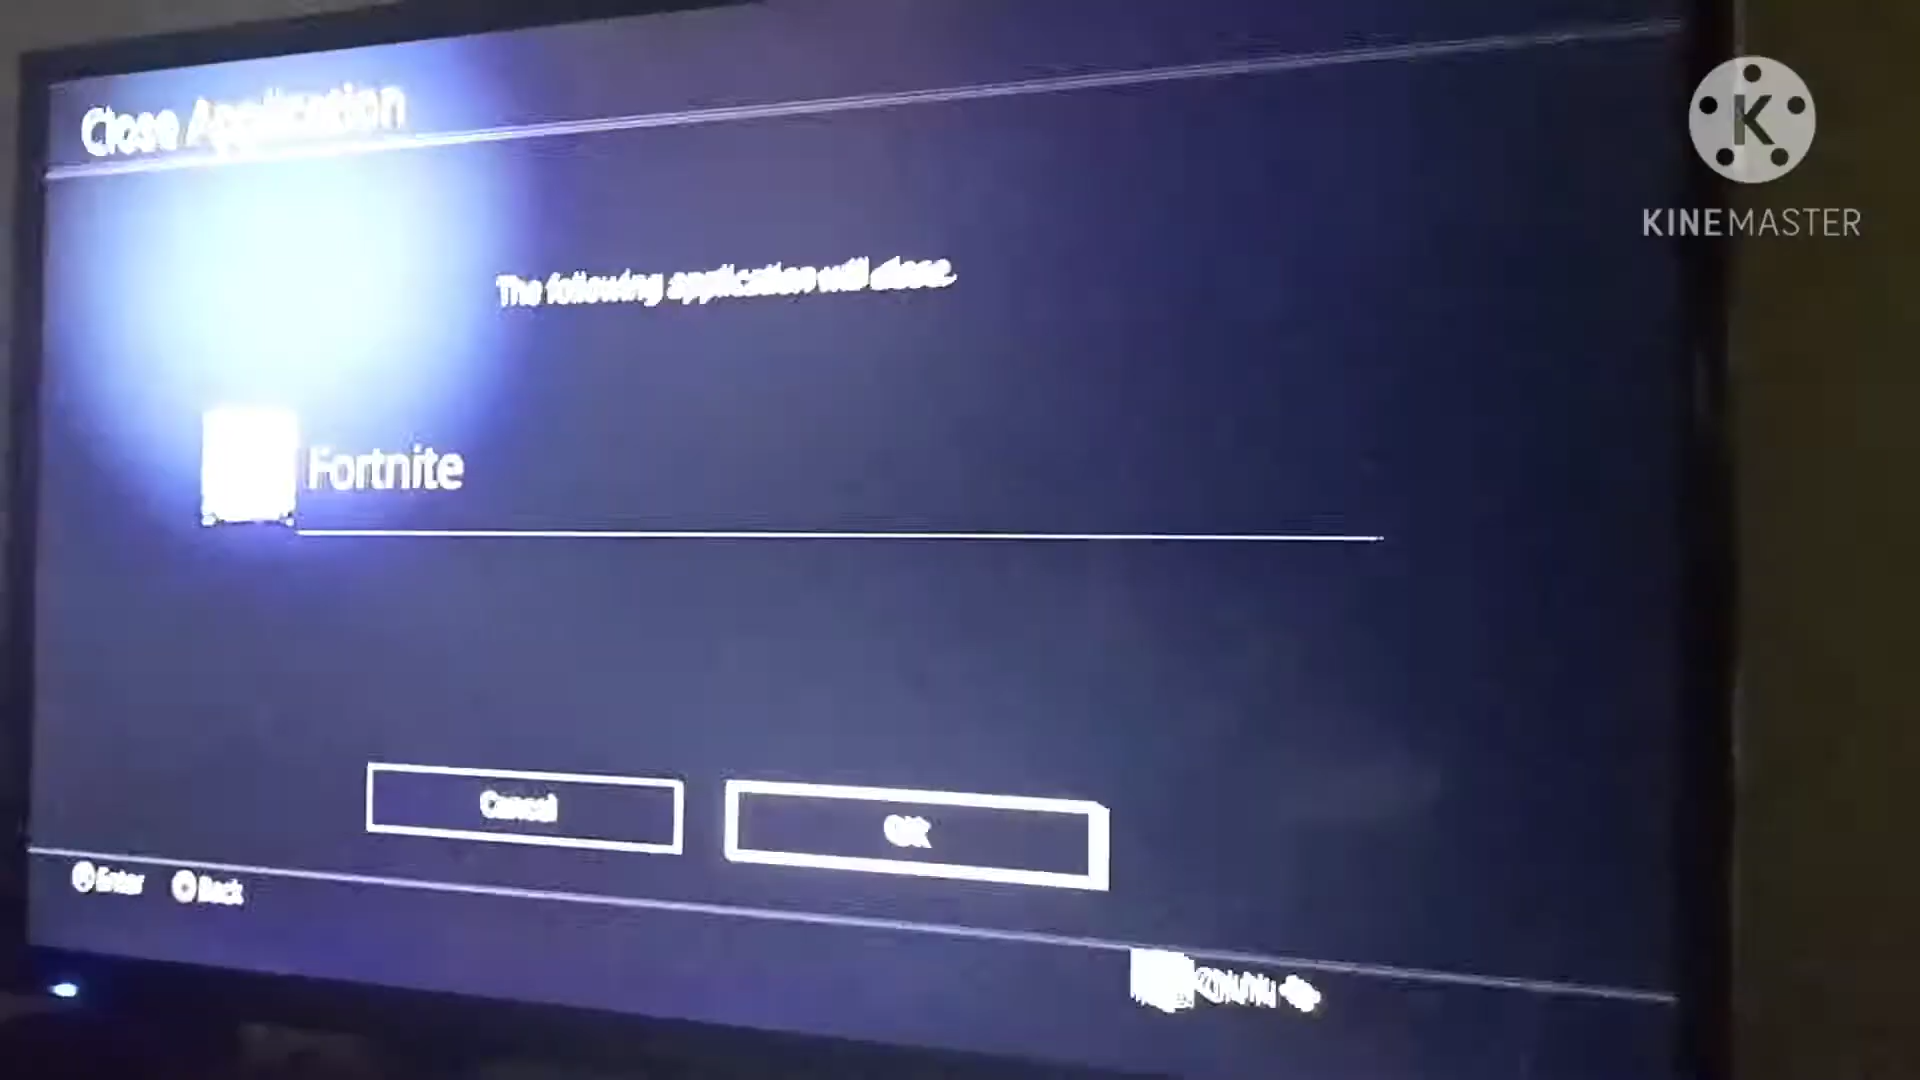 Close Application
K
KINEMASTER
The following application will close.
Fortnite
Cancel
OK
Enter
Back